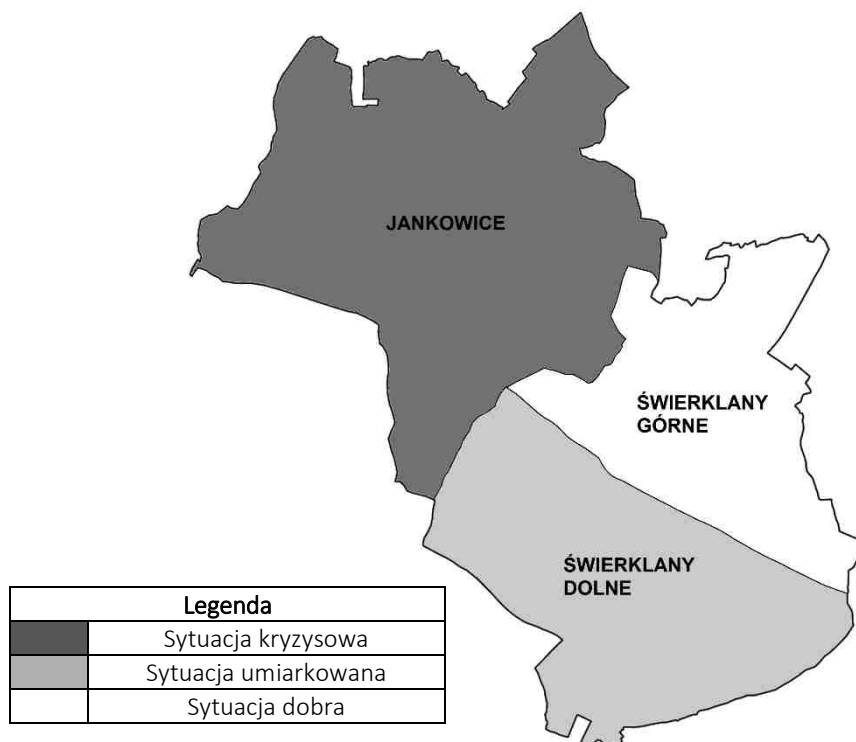 JANKOWICE
ŚWIERKLANY
GÓRNE
ŚWIERKLANY
DOLNE
Legenda
Sytuacja kryzysowa
Sytuacja umiarkowana
Sytuacja dobra